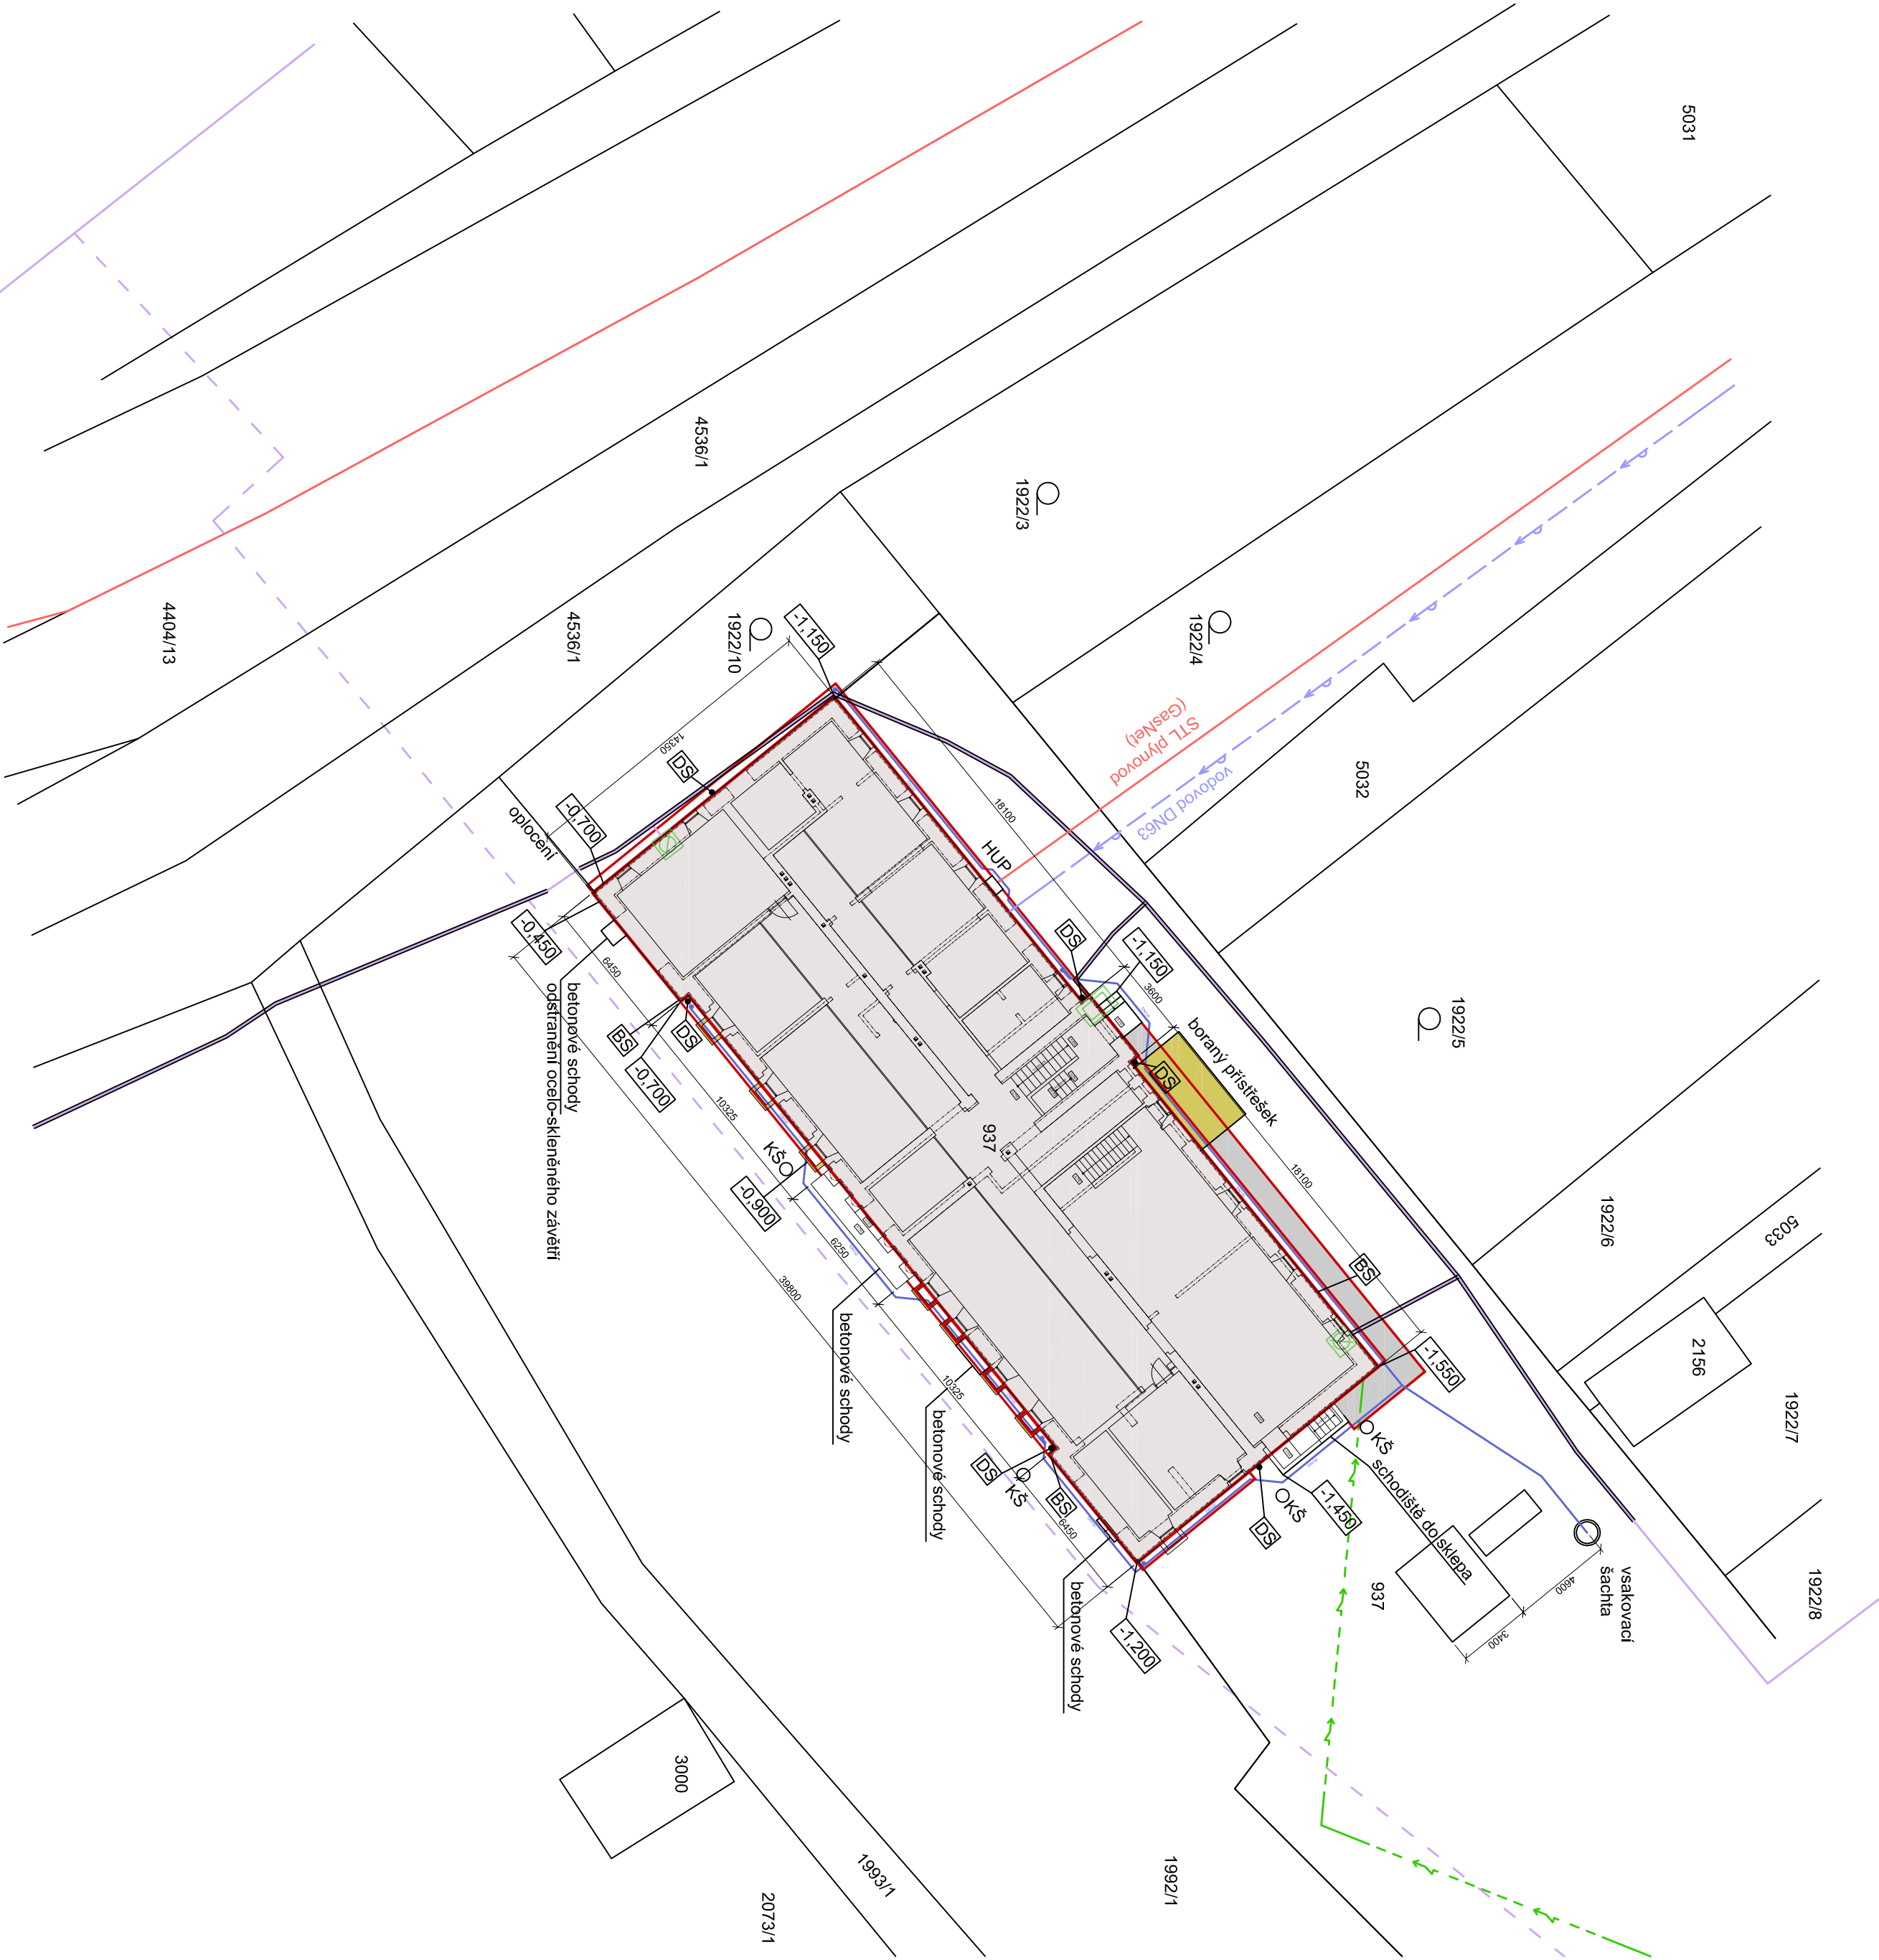 5031
4536/1
1922/3
1922/4
4404/13
4536/1
1922/10
-1,150
14350
DS
-0,700
oplocení
-0,450
18100
HUP
STL plynovod
(GasNet)
vodovod DN63
5032
1922/5
DS
-1,150
3600
boraný přístřešek
DS
937
18100
BS
-1,550
1922/6
5033
2156
1922/7
1922/8
6450
betonové schody
odstranění ocelo-skleněného závětří
BS
DS
-0,700
10325
KŠ
-0,900
6250
39800
betonové schody
10325
betonové schody
DS
KŠ
BS
6450
betonové schody
-1,200
DS
KŠ
-1,450
KŠ
schodiště do sklepa
937
vsakovací
šachta
4600
3400
3000
1993/1
2073/1
1992/1